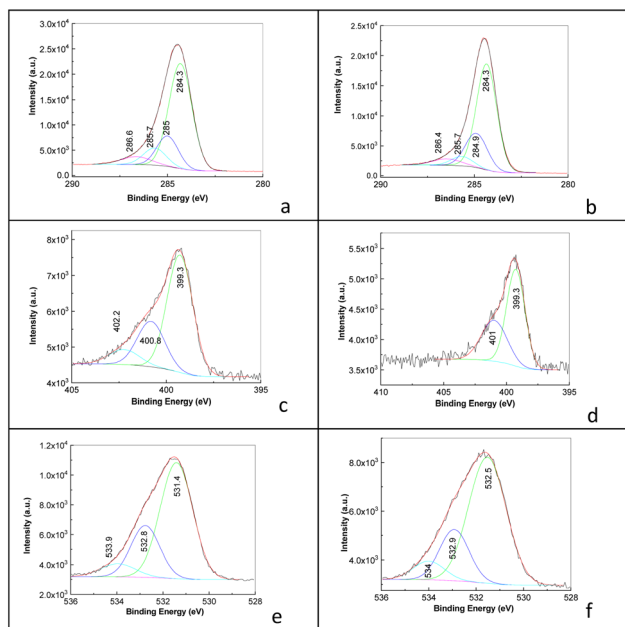 3.0x10⁴
2.5x10⁴
2.0x10⁴
1.5x10⁴
1.0x10⁴
5.0x10³
0.0
Intensity (a.u.)
286.6
285.7
285
284.3
290
285
280
Binding Energy (eV)
a
2.5x10⁴
2.0x10⁴
1.5x10⁴
1.0x10⁴
5.0x10³
0.0
Intensity (a.u.)
286.4
285.7
284.9
284.3
290
285
280
Binding Energy (eV)
b
8x10³
7x10³
6x10³
5x10³
4x10³
Intensity (a.u.)
402.2
400.8
399.3
405
400
395
Binding Energy (eV)
c
5.5x10³
5.0x10³
4.5x10³
4.0x10³
3.5x10³
Intensity (a.u.)
401
399.3
410
405
400
395
Binding Energy (eV)
d
1.2x10⁴
1.0x10⁴
8.0x10³
6.0x10³
4.0x10³
2.0x10³
Intensity (a.u.)
533.9
532.8
531.4
536
534
532
530
528
Binding Energy (eV)
e
8.0x10³
6.0x10³
4.0x10³
Intensity (a.u.)
534
532.9
532.5
536
534
532
530
528
Binding Energy (eV)
f